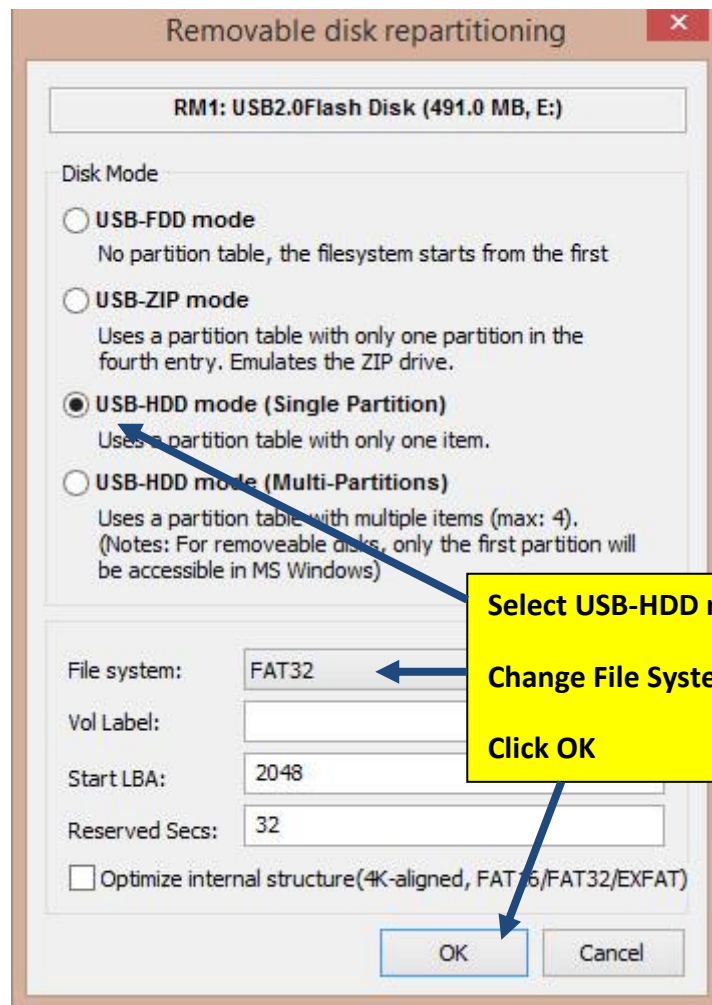 Removable disk repartitioning
RM1: USB2.0Flash Disk (491.0 MB, E:)
Disk Mode
USB-FDD mode
No partition table, the filesystem starts from the first
USB-ZIP mode
Uses a partition table with only one partition in the
fourth entry. Emulates the ZIP drive.
USB-HDD mode (Single Partition)
Uses a partition table with only one item.
USB-HDD mode (Multi-Partitions)
Uses a partition table with multiple items (max: 4).
(Notes: For removeable disks, only the first partition will
be accessible in MS Windows)
Select USB-HDD
File system:
FAT32
Change File
Vol Label:
Click OK
Start LBA:
2048
Reserved Secs:
32
Optimize internal structure(4K-aligned, FAT16/FAT32/EXFAT)
OK
Cancel